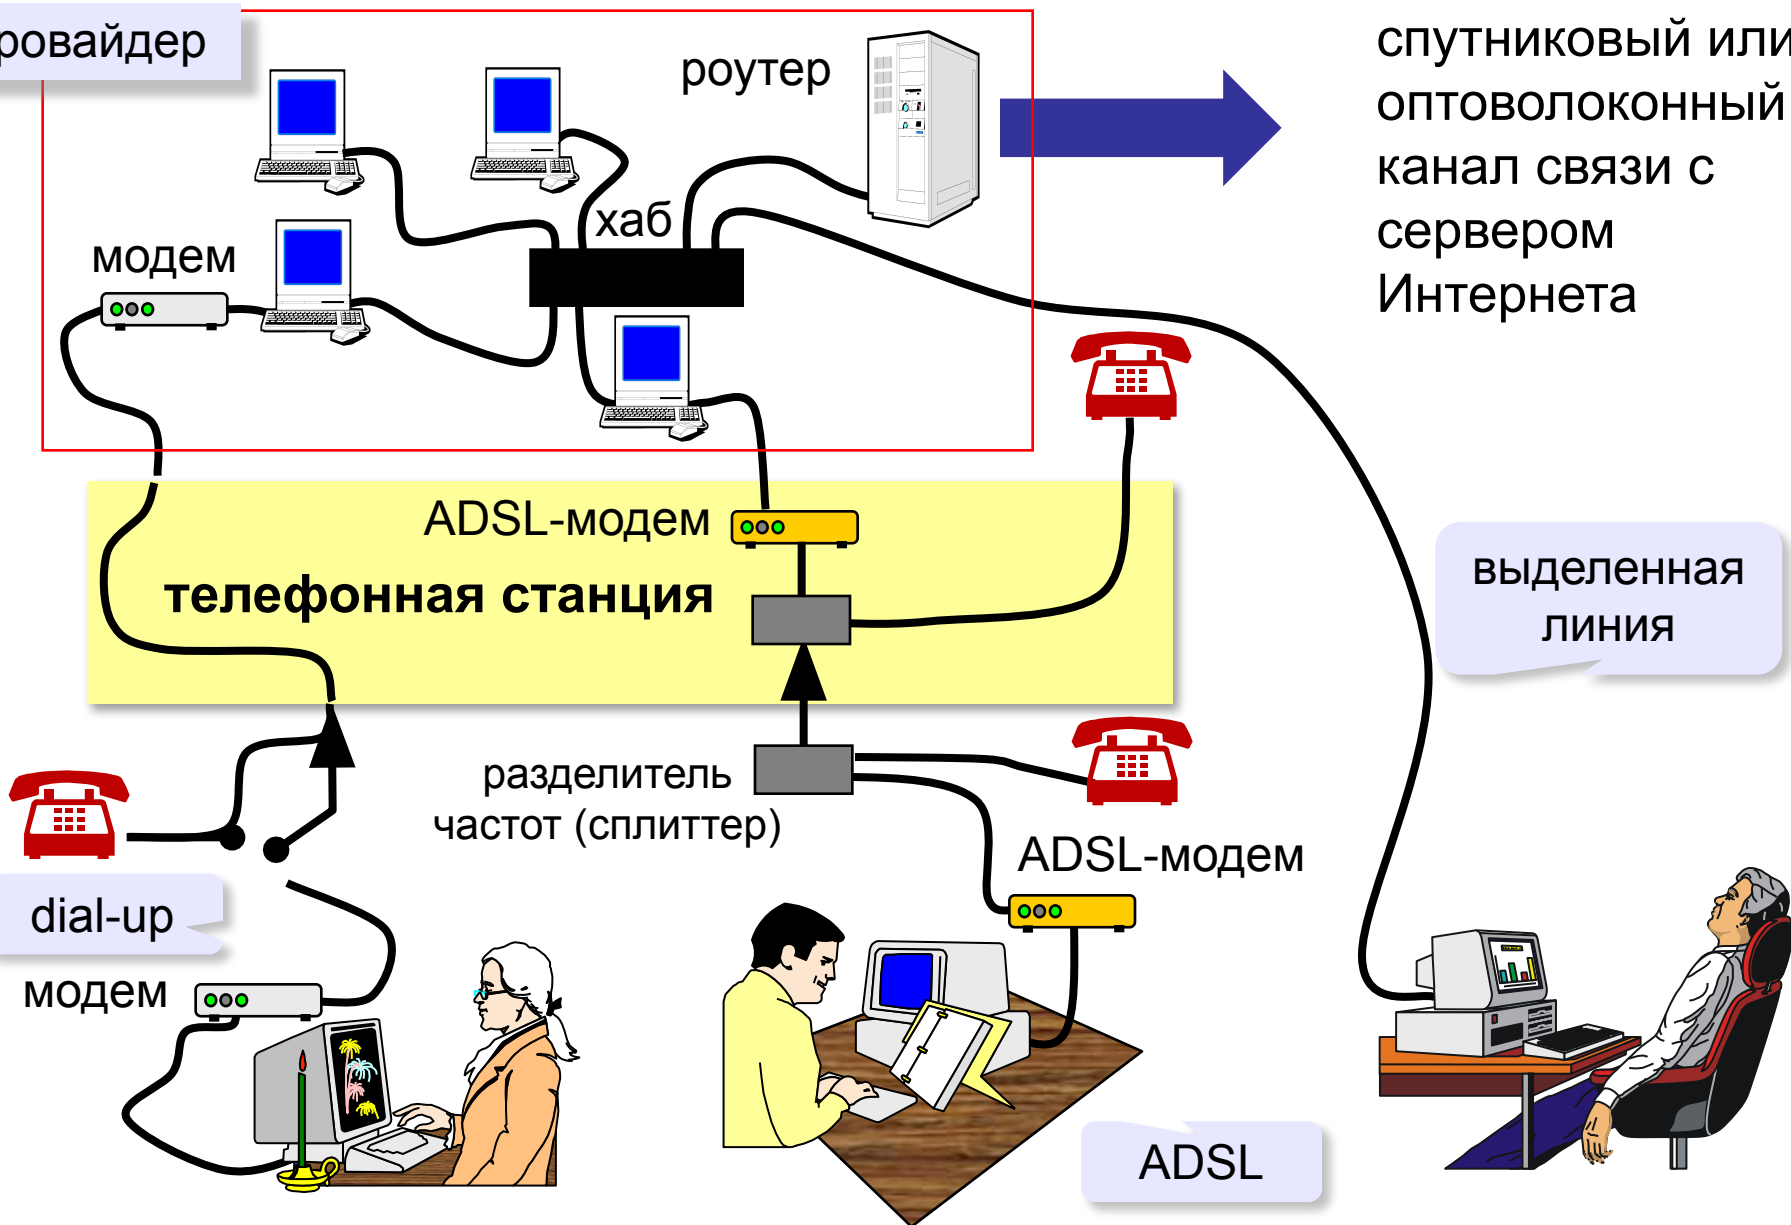 ровайдер
роутер
спутниковый или
оптоволоконный
канал связи с
сервером
Интернета
хаб
модем
ADSL-модем
телефонная станция
выделенная
линия
разделитель
частот (сплиттер)
ADSL-модем
dial-up
модем
ADSL